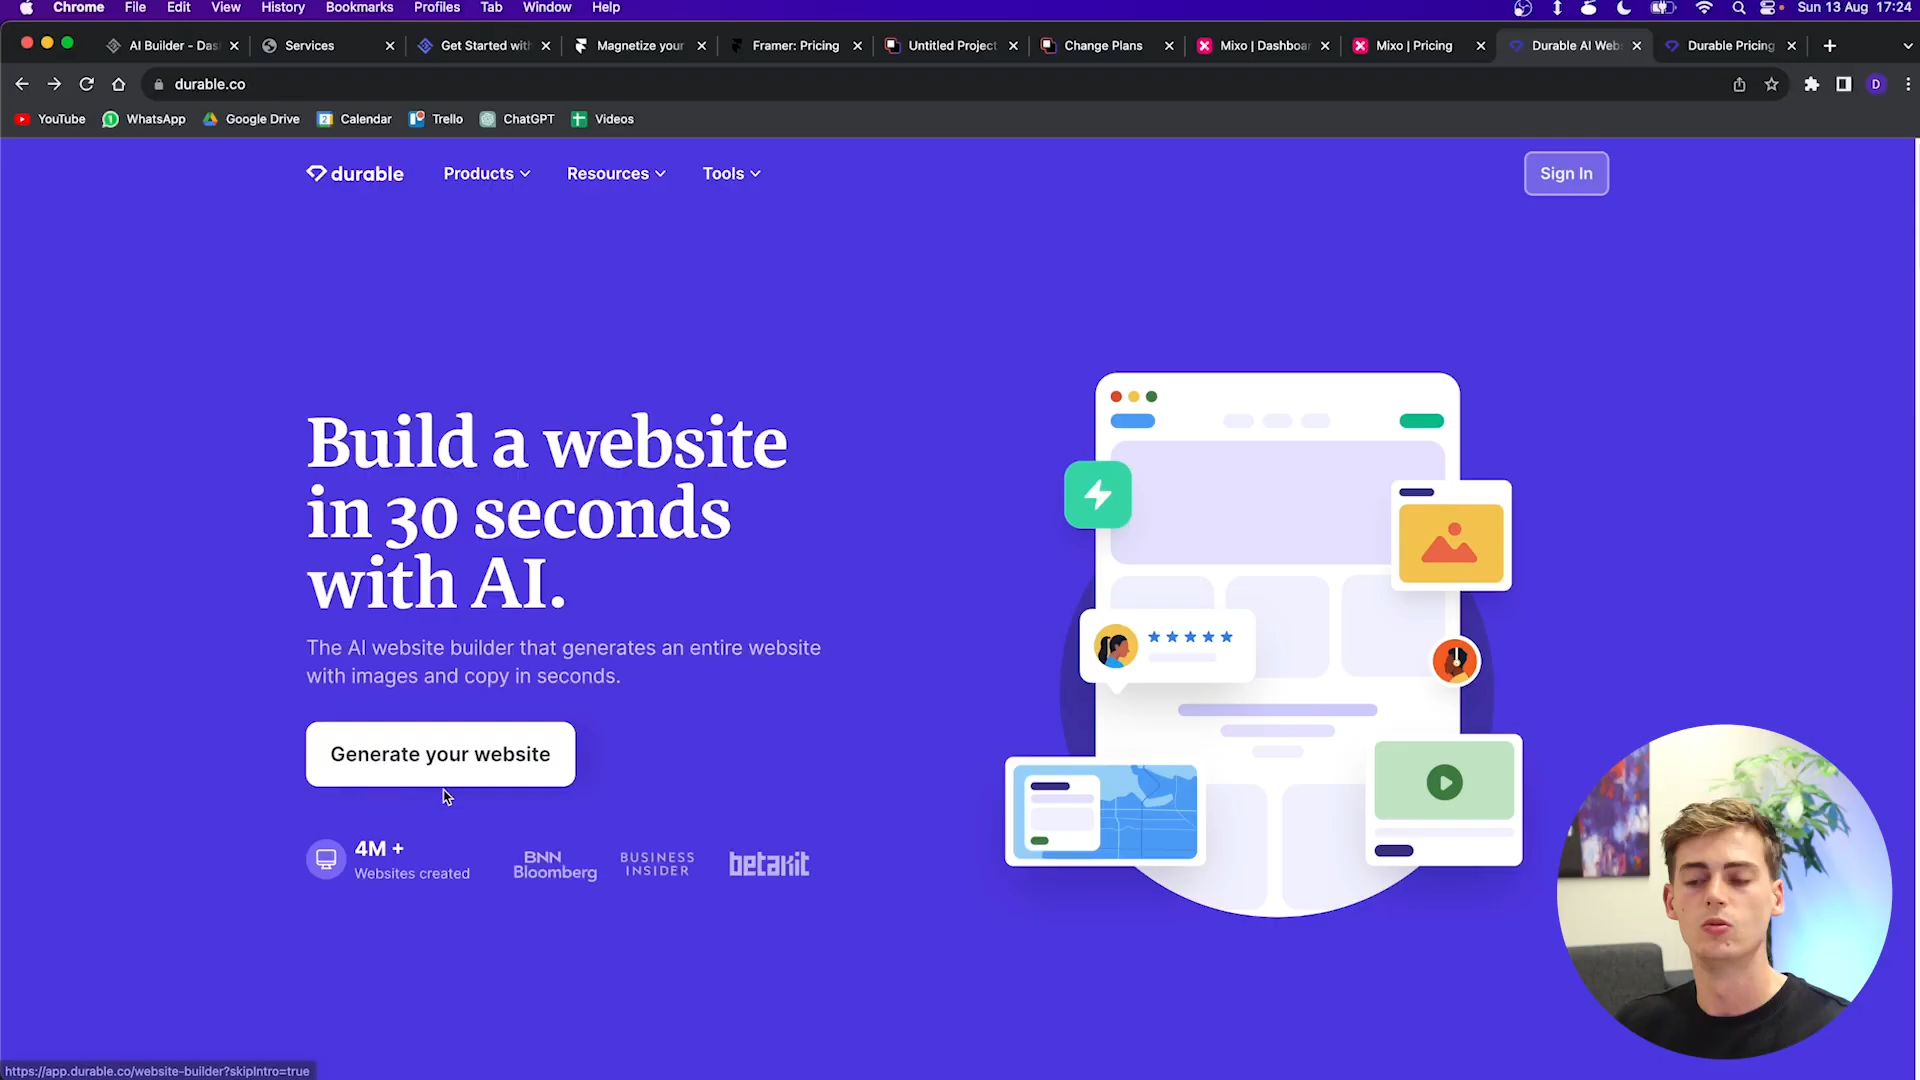 Chrome File Edit View History Bookmarks Profiles Tab Window Help Sun 13 Aug 17:24
AI Builder - Das Services Get Started with Magnetize your Framer: Pricing Untitled Project Change Plans Mixo | Dashboar Mixo | Pricing Durable AI Web Durable Pricing
durable.co D
YouTube WhatsApp Google Drive Calendar Trello ChatGPT Videos
durable Products Resources Tools Sign In
Build a website
in 30 seconds
with AI.
The AI website builder that generates an entire website
with images and copy in seconds.
Generate your website
4M +
Websites created
BNN
Bloomberg
BUSINESS
INSIDER
betakit
https://app.durable.co/website-builder?skipIntro=true